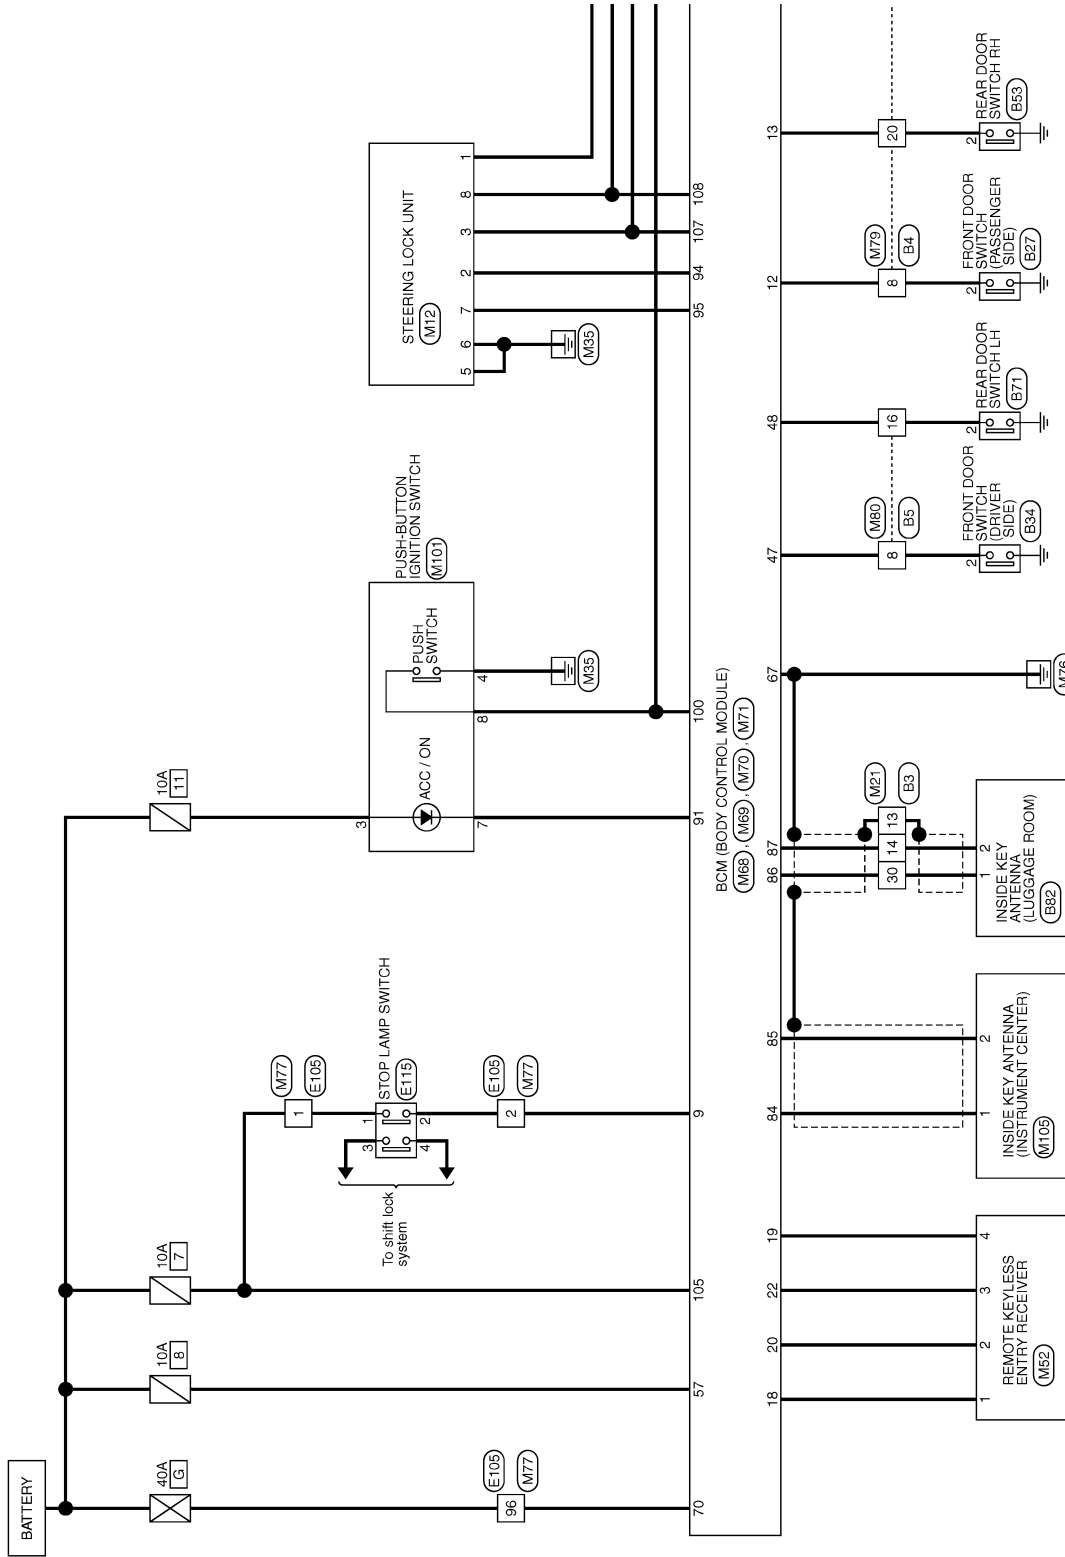 BATTERY
40A
G
10A
8
10A
7
10A
11
E105
M77
96
70
57
105
M77
E105
1
STOP LAMP SWITCH
E115
1
2
3
4
To shift lock
system
E105
M77
2
9
PUSH-BUTTON
IGNITION SWITCH
M101
ACC / ON
PUSH
SWITCH
3
7
8
4
M35
91
100
STEERING LOCK UNIT
M12
5
6
7
2
3
8
1
M35
95
94
107
108
BCM (BODY CONTROL MODULE)
M68 , M69 , M70 , M71
18
20
22
19
84
85
86
87
67
47
48
12
13
1
2
3
4
REMOTE KEYLESS
ENTRY RECEIVER
M52
1
2
INSIDE KEY ANTENNA
(INSTRUMENT CENTER)
M105
30
14
13
M21
B3
1
2
INSIDE KEY
ANTENNA
(LUGGAGE ROOM)
B82
M76
8
M80
B5
2
FRONT DOOR
SWITCH
(DRIVER
SIDE)
B34
16
2
REAR DOOR
SWITCH LH
B71
8
M79
B4
2
FRONT DOOR
SWITCH
(PASSENGER
SIDE)
B27
20
2
REAR DOOR
SWITCH RH
B53